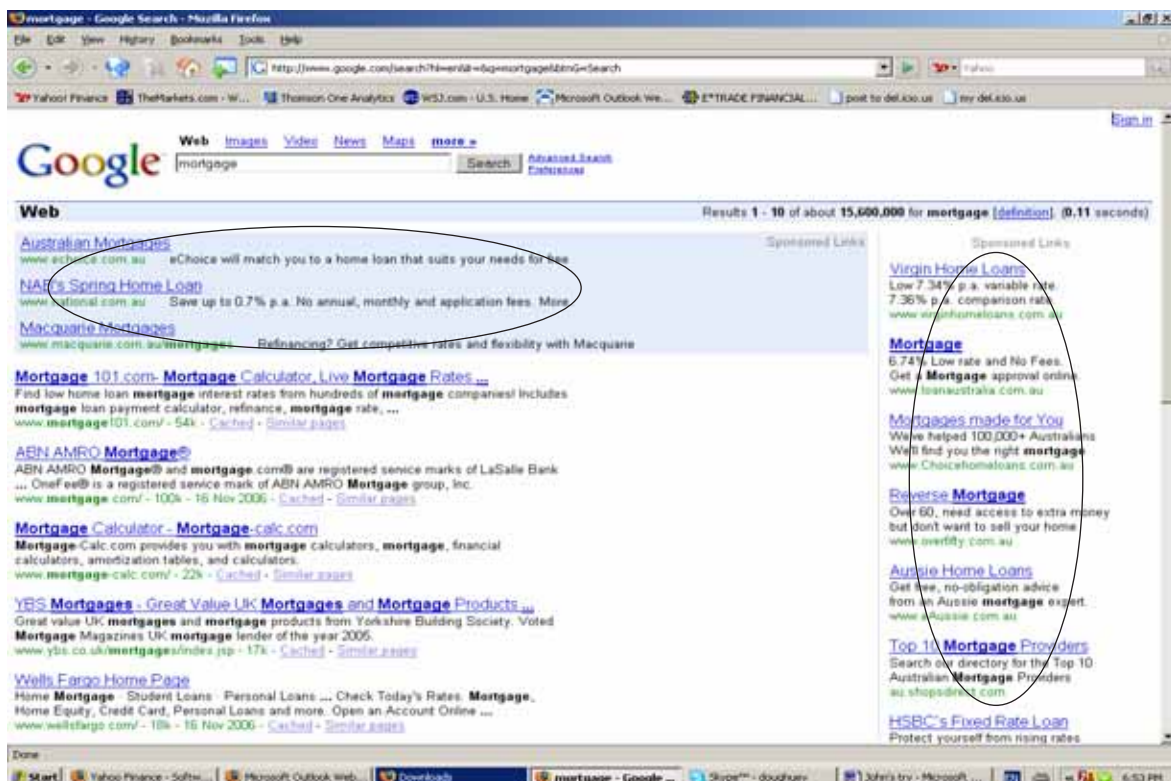 mortgage - Google Search - Mozilla Firefox
File Edit View History Bookmarks Tools Help
Yahoo! Finance TheMarkets.com - W... Thomson One Analytics WSJ.com - U.S. Home Microsoft Outlook We... E*TRADE FINANCIAL... post to del.icio.us my del.icio.us
Sign in
Google
Web Images Video News Maps more »
mortgage Search Advanced Search
Preferences
Web Results 1 - 10 of about 15,600,000 for mortgage [definition]. (0.11 seconds)
Australian Mortgages Sponsored Links
www.echoice.com.au eChoice will match you to a home loan that suits your needs for free
NAB's Spring Home Loan
www.national.com.au Save up to 0.7% p.a. No annual, monthly and application fees. More
Macquarie Mortgages
www.macquarie.com.au/mortgages Refinancing? Get competitive rates and flexibility with Macquarie
Mortgage 101.com- Mortgage Calculator, Live Mortgage Rates ...
Find low home loan mortgage interest rates from hundreds of mortgage companies! Includes
mortgage loan payment calculator, refinance, mortgage rate, ...
www.mortgage101.com/ - 54k - Cached - Similar pages
ABN AMRO Mortgage®
ABN AMRO Mortgage® and mortgage.com® are registered service marks of LaSalle Bank
... OneFee® is a registered service mark of ABN AMRO Mortgage group, Inc.
www.mortgage.com/ - 100k - 16 Nov 2006 - Cached - Similar pages
Mortgage Calculator - Mortgage-calc.com
Mortgage-Calc.com provides you with mortgage calculators, mortgage, financial
calculators, amortization tables, and calculators.
www.mortgage-calc.com/ - 22k - Cached - Similar pages
YBS Mortgages - Great Value UK Mortgages and Mortgage Products ...
Great value UK mortgages and mortgage products from Yorkshire Building Society. Voted
Mortgage Magazines UK mortgage lender of the year 2005.
www.ybs.co.uk/mortgages/index.jsp - 17k - Cached - Similar pages
Wells Fargo Home Page
Home Mortgage Student Loans Personal Loans ... Check Today's Rates. Mortgage,
Home Equity, Credit Card, Personal Loans and more. Open an Account Online ...
www.wellsfargo.com/ - 18k - 16 Nov 2006 - Cached - Similar pages
Sponsored Links
Virgin Home Loans
Low 7.34% p.a. variable rate.
7.36% p.a. comparison rate
www.virginhomeloans.com.au
Mortgage
6.74% Low rate and No Fees.
Get a Mortgage approval online.
www.loanaustralia.com.au
Mortgages made for You
We've helped 100,000+ Australians
We'll find you the right mortgage
www.Choicehomeloans.com.au
Reverse Mortgage
Over 60, need access to extra money
but don't want to sell your home
www.overfifty.com.au
Aussie Home Loans
Get free, no-obligation advice
from an Aussie mortgage expert.
Top 10 Mortgage Providers
Search our directory for the Top 10
Australian Mortgage Providers
au.shopsdirect.com
HSBC's Fixed Rate Loan
Protect yourself from rising rates
Done
Start Yahoo Finance - Softw... Microsoft Outlook Web... Downloads mortgage - Google ... Skype™ - John's try - Microsoft ... 6:53 PM